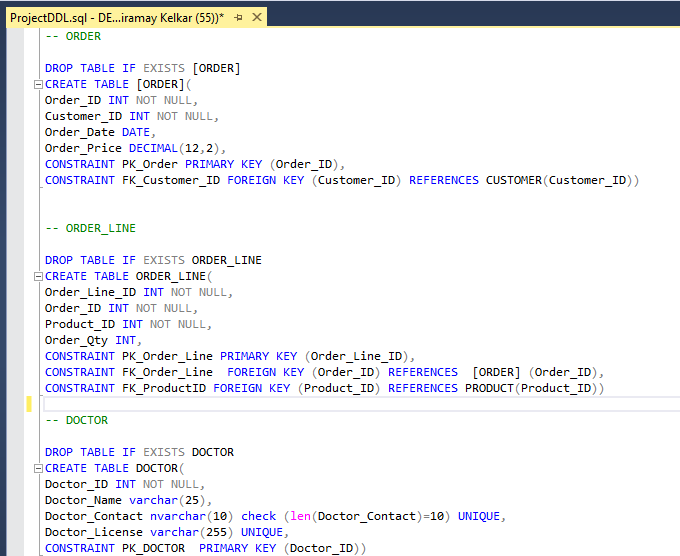 ProjectDDL.sql - DE...iramay Kelkar (55))*
-- ORDER
DROP TABLE IF EXISTS [ORDER]
CREATE TABLE [ORDER](
Order_ID INT NOT NULL,
Customer_ID INT NOT NULL,
Order_Date DATE,
Order_Price DECIMAL(12,2),
CONSTRAINT PK_Order PRIMARY KEY (Order_ID),
CONSTRAINT FK_Customer_ID FOREIGN KEY (Customer_ID) REFERENCES CUSTOMER(Customer_ID))
-- ORDER_LINE
DROP TABLE IF EXISTS ORDER_LINE
CREATE TABLE ORDER_LINE(
Order_Line_ID INT NOT NULL,
Order_ID INT NOT NULL,
Product_ID INT NOT NULL,
Order_Qty INT,
CONSTRAINT PK_Order_Line PRIMARY KEY (Order_Line_ID),
CONSTRAINT FK_Order_Line  FOREIGN KEY (Order_ID) REFERENCES  [ORDER] (Order_ID),
CONSTRAINT FK_ProductID FOREIGN KEY (Product_ID) REFERENCES PRODUCT(Product_ID))
-- DOCTOR
DROP TABLE IF EXISTS DOCTOR
CREATE TABLE DOCTOR(
Doctor_ID INT NOT NULL,
Doctor_Name varchar(25),
Doctor_Contact nvarchar(10) check (len(Doctor_Contact)=10) UNIQUE,
Doctor_License varchar(255) UNIQUE,
CONSTRAINT PK_DOCTOR  PRIMARY KEY (Doctor_ID))